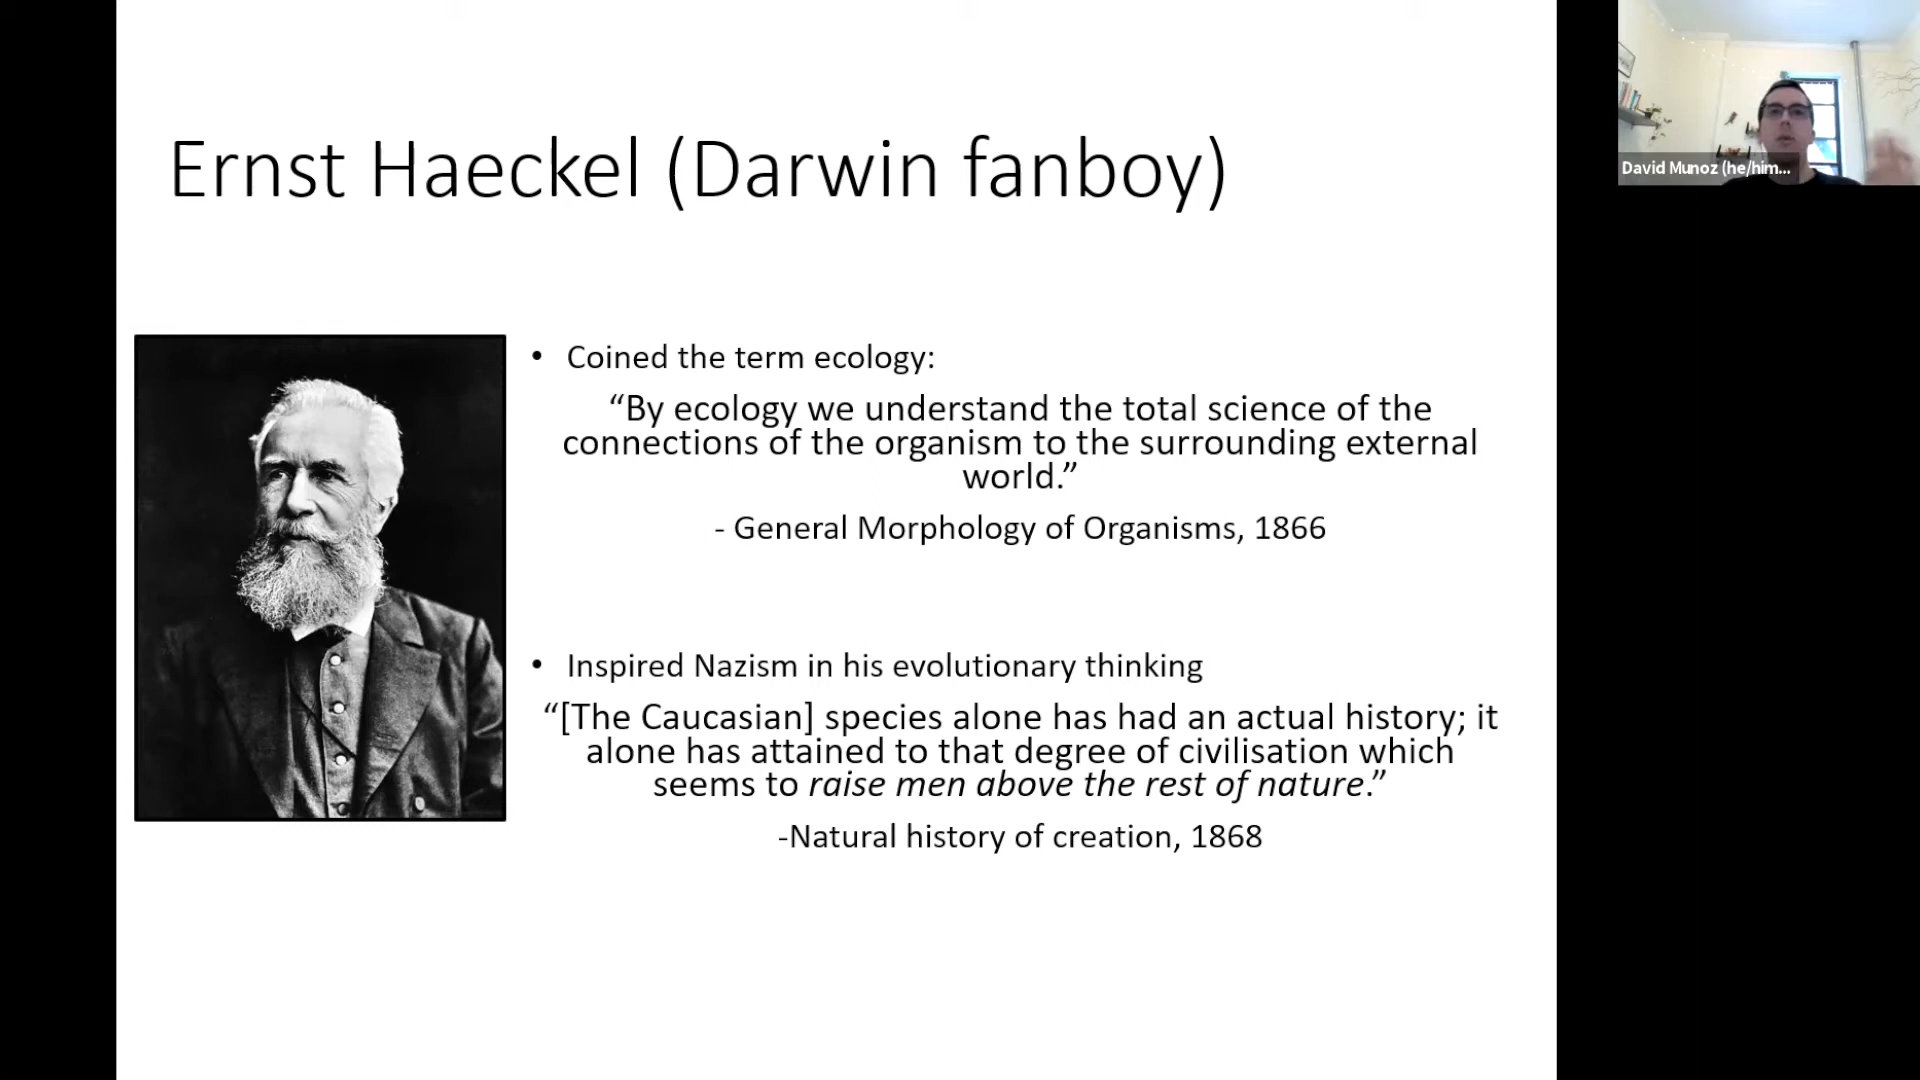 Ernst Haeckel (Darwin fanboy)
David Munoz (he/him...
• Coined the term ecology:
“By ecology we understand the total science of the
connections of the organism to the surrounding external
world.”
- General Morphology of Organisms, 1866
• Inspired Nazism in his evolutionary thinking
“[The Caucasian] species alone has had an actual history; it
alone has attained to that degree of civilisation which
seems to raise men above the rest of nature.”
-Natural history of creation, 1868